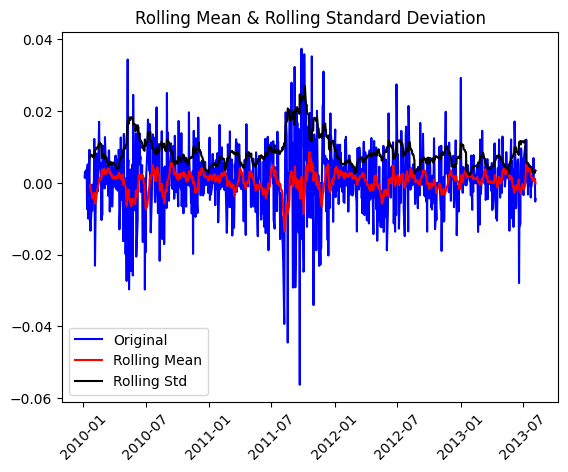 Rolling Mean & Rolling Standard Deviation
0.04
0.02
0.00
−0.02
−0.04
−0.06
Original
Rolling Mean
Rolling Std
2010-01 2010-07 2011-01 2011-07 2012-01 2012-07 2013-01 2013-07